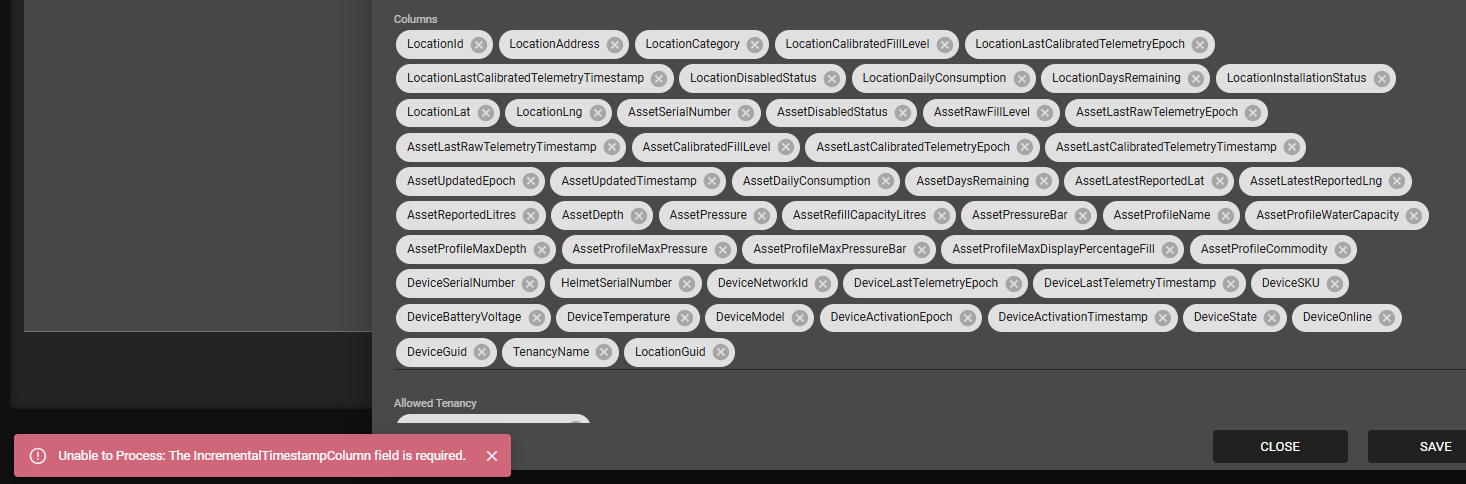 Columns
LocationId LocationAddress LocationCategory LocationCalibratedFillLevel LocationLastCalibratedTelemetryEpoch
LocationLastCalibratedTelemetryTimestamp LocationDisabledStatus LocationDailyConsumption LocationDaysRemaining LocationInstallationStatus
LocationLat LocationLng AssetSerialNumber AssetDisabledStatus AssetRawFillLevel AssetLastRawTelemetryEpoch
AssetLastRawTelemetryTimestamp AssetCalibratedFillLevel AssetLastCalibratedTelemetryEpoch AssetLastCalibratedTelemetryTimestamp
AssetUpdatedEpoch AssetUpdatedTimestamp AssetDailyConsumption AssetDaysRemaining AssetLatestReportedLat AssetLatestReportedLng
AssetReportedLitres AssetDepth AssetPressure AssetRefillCapacityLitres AssetPressureBar AssetProfileName AssetProfileWaterCapacity
AssetProfileMaxDepth AssetProfileMaxPressure AssetProfileMaxPressureBar AssetProfileMaxDisplayPercentageFill AssetProfileCommodity
DeviceSerialNumber HelmetSerialNumber DeviceNetworkId DeviceLastTelemetryEpoch DeviceLastTelemetryTimestamp DeviceSKU
DeviceBatteryVoltage DeviceTemperature DeviceModel DeviceActivationEpoch DeviceActivationTimestamp DeviceState DeviceOnline
DeviceGuid TenancyName LocationGuid
Allowed Tenancy
Unable to Process: The IncrementalTimestampColumn field is required.
CLOSE SAVE